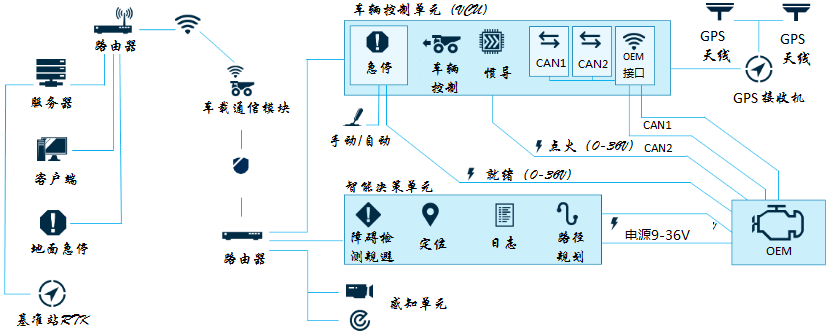 车辆控制单元（VCU）
GPS
天线
GPS
天线
路由器
急停
车辆
控制
惯导
CAN1
CAN2
OEM
接口
服务器
车载通信模块
GPS接收机
手动/自动
CAN1
点火（0-36V）
CAN2
客户端
就绪（0-36V）
智能决策单元
地面急停
障碍检
测规避
定位
日志
路径
规划
电源9-36V
OEM
路由器
感知单元
基准站RTK